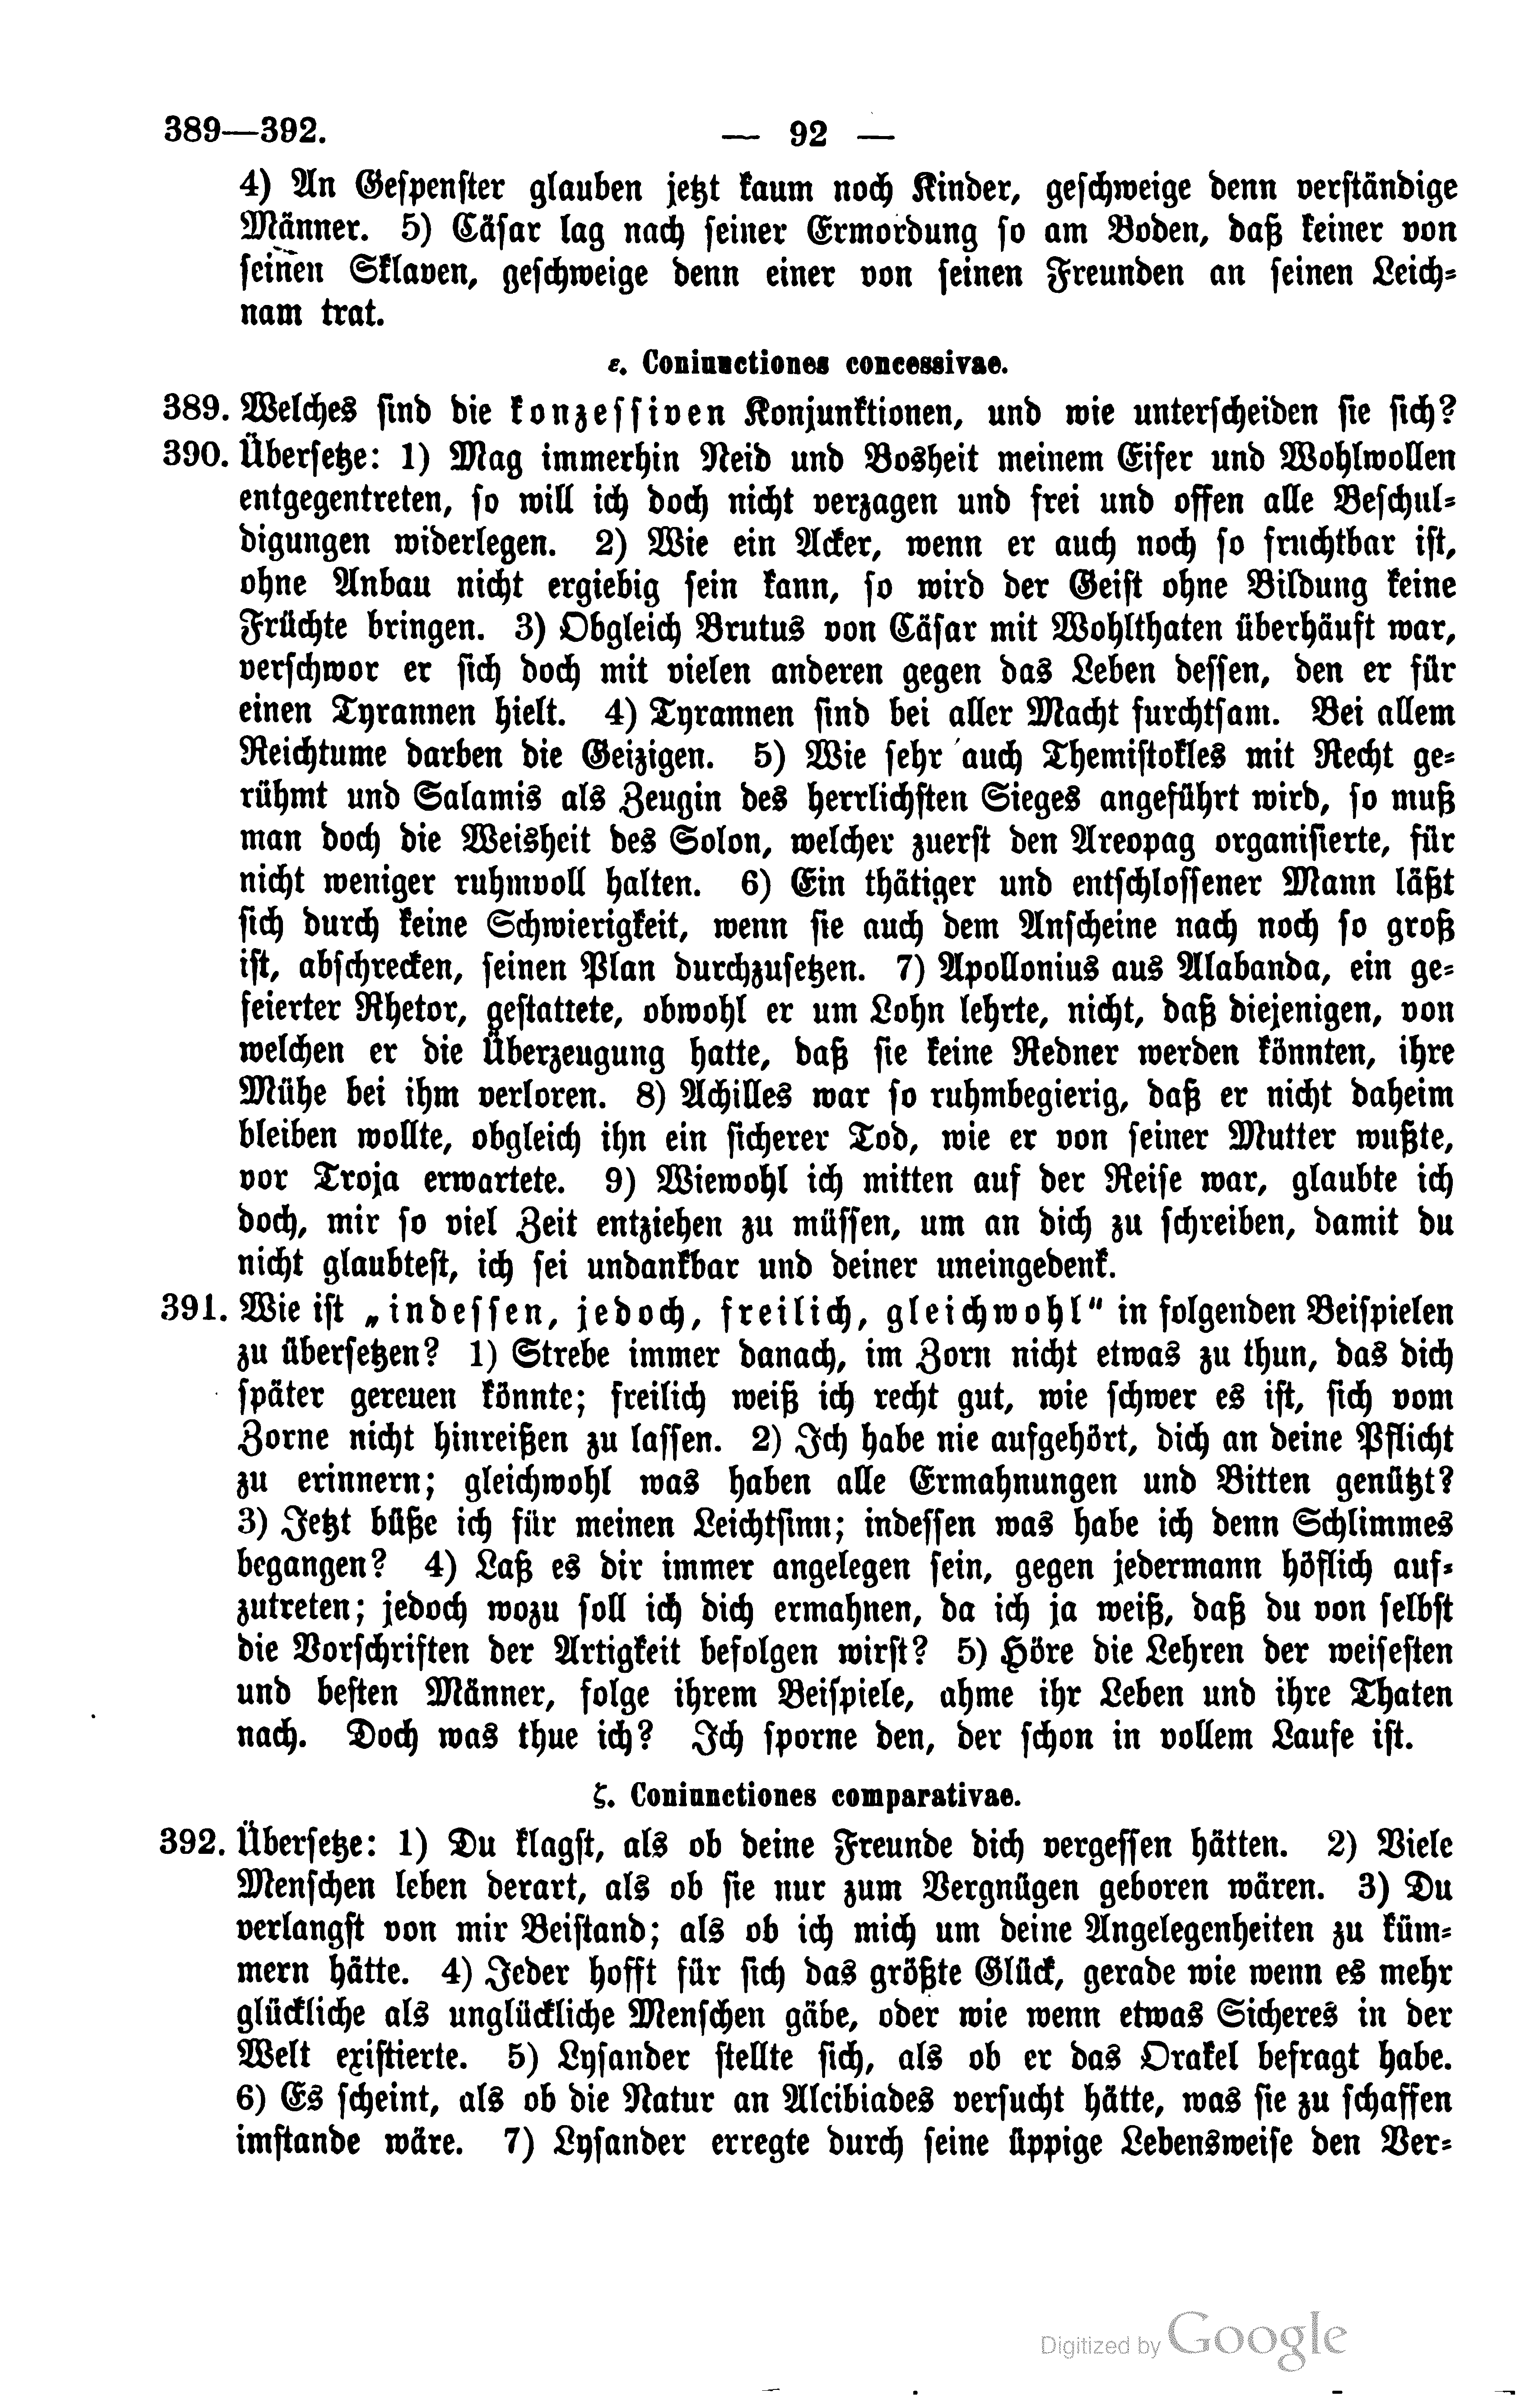 389—392.
— 92 —
4) An Gespenster glauben jetzt kaum noch Kinder, geschweige denn verständige
Männer. 5) Cäsar lag nach seiner Ermordung so am Boden, daß keiner von
seinen Sklaven, geschweige denn einer von seinen Freunden an seinen Leich-
nam trat.
ε. Coniunctiones concessivae.
389. Welches sind die konzessiven Konjunktionen, und wie unterscheiden sie sich?
390. Übersetze: 1) Mag immerhin Neid und Bosheit meinem Eifer und Wohlwollen
entgegentreten, so will ich doch nicht verzagen und frei und offen alle Beschul-
digungen widerlegen. 2) Wie ein Acker, wenn er auch noch so fruchtbar ist,
ohne Anbau nicht ergiebig sein kann, so wird der Geist ohne Bildung keine
Früchte bringen. 3) Obgleich Brutus von Cäsar mit Wohlthaten überhäuft war,
verschwor er sich doch mit vielen anderen gegen das Leben dessen, den er für
einen Tyrannen hielt. 4) Tyrannen sind bei aller Macht furchtsam. Bei allem
Reichtume darben die Geizigen. 5) Wie sehr auch Themistokles mit Recht ge-
rühmt und Salamis als Zeugin des herrlichsten Sieges angeführt wird, so muß
man doch die Weisheit des Solon, welcher zuerst den Areopag organisierte, für
nicht weniger ruhmvoll halten. 6) Ein thätiger und entschlossener Mann läßt
sich durch keine Schwierigkeit, wenn sie auch dem Anscheine nach noch so groß
ist, abschrecken, seinen Plan durchzusetzen. 7) Apollonius aus Alabanda, ein ge-
feierter Rhetor, gestattete, obwohl er um Lohn lehrte, nicht, daß diejenigen, von
welchen er die Überzeugung hatte, daß sie keine Redner werden könnten, ihre
Mühe bei ihm verloren. 8) Achilles war so ruhmbegierig, daß er nicht daheim
bleiben wollte, obgleich ihn ein sicherer Tod, wie er von seiner Mutter wußte,
vor Troja erwartete. 9) Wiewohl ich mitten auf der Reise war, glaubte ich
doch, mir so viel Zeit entziehen zu müssen, um an dich zu schreiben, damit du
nicht glaubtest, ich sei undankbar und deiner uneingedenk.
391. Wie ist „indessen, jedoch, freilich, gleichwohl" in folgenden Beispielen
zu übersetzen? 1) Strebe immer danach, im Zorn nicht etwas zu thun, das dich
später gereuen könnte; freilich weiß ich recht gut, wie schwer es ist, sich vom
Zorne nicht hinreißen zu lassen. 2) Ich habe nie aufgehört, dich an deine Pflicht
zu erinnern; gleichwohl was haben alle Ermahnungen und Bitten genützt?
3) Jetzt büße ich für meinen Leichtsinn; indessen was habe ich denn Schlimmes
begangen? 4) Laß es dir immer angelegen sein, gegen jedermann höflich auf-
zutreten; jedoch wozu soll ich dich ermahnen, da ich ja weiß, daß du von selbst
die Vorschriften der Artigkeit befolgen wirst? 5) Höre die Lehren der weisesten
und besten Männer, folge ihrem Beispiele, ahme ihr Leben und ihre Thaten
nach. Doch was thue ich? Ich sporne den, der schon in vollem Laufe ist.
ζ. Coniunctiones comparativae.
392. Übersetze: 1) Du klagst, als ob deine Freunde dich vergessen hätten. 2) Viele
Menschen leben derart, als ob sie nur zum Vergnügen geboren wären. 3) Du
verlangst von mir Beistand; als ob ich mich um deine Angelegenheiten zu küm-
mern hätte. 4) Jeder hofft für sich das größte Glück, gerade wie wenn es mehr
glückliche als unglückliche Menschen gäbe, oder wie wenn etwas Sicheres in der
Welt existierte. 5) Lysander stellte sich, als ob er das Orakel befragt habe.
6) Es scheint, als ob die Natur an Alcibiades versucht hätte, was sie zu schaffen
imstande wäre. 7) Lysander erregte durch seine üppige Lebensweise den Ver-
Digitized by Google